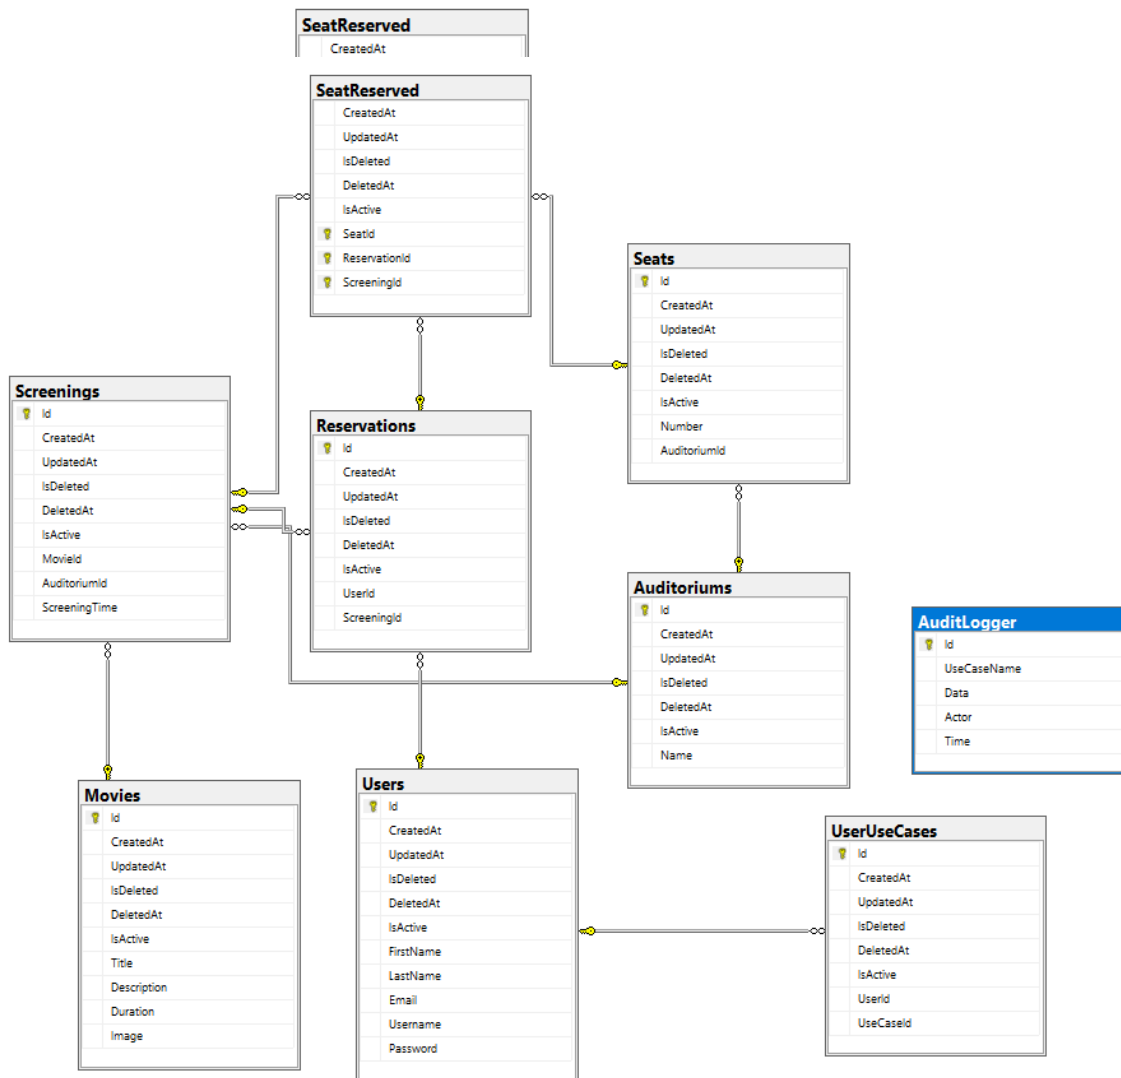 SeatReserved
CreatedAt
SeatReserved
CreatedAt
UpdatedAt
IsDeleted
DeletedAt
IsActive
SeatId
ReservationId
ScreeningId
Seats
Id
CreatedAt
UpdatedAt
IsDeleted
DeletedAt
IsActive
Number
AuditoriumId
Screenings
Id
CreatedAt
UpdatedAt
IsDeleted
DeletedAt
IsActive
MovieId
AuditoriumId
ScreeningTime
Reservations
Id
CreatedAt
UpdatedAt
IsDeleted
DeletedAt
IsActive
UserId
ScreeningId
Auditoriums
Id
CreatedAt
UpdatedAt
IsDeleted
DeletedAt
IsActive
Name
AuditLogger
Id
UseCaseName
Data
Actor
Time
Movies
Id
CreatedAt
UpdatedAt
IsDeleted
DeletedAt
IsActive
Title
Description
Duration
Image
Users
Id
CreatedAt
UpdatedAt
IsDeleted
DeletedAt
IsActive
FirstName
LastName
Email
Username
Password
UserUseCases
Id
CreatedAt
UpdatedAt
IsDeleted
DeletedAt
IsActive
UserId
UseCaseId